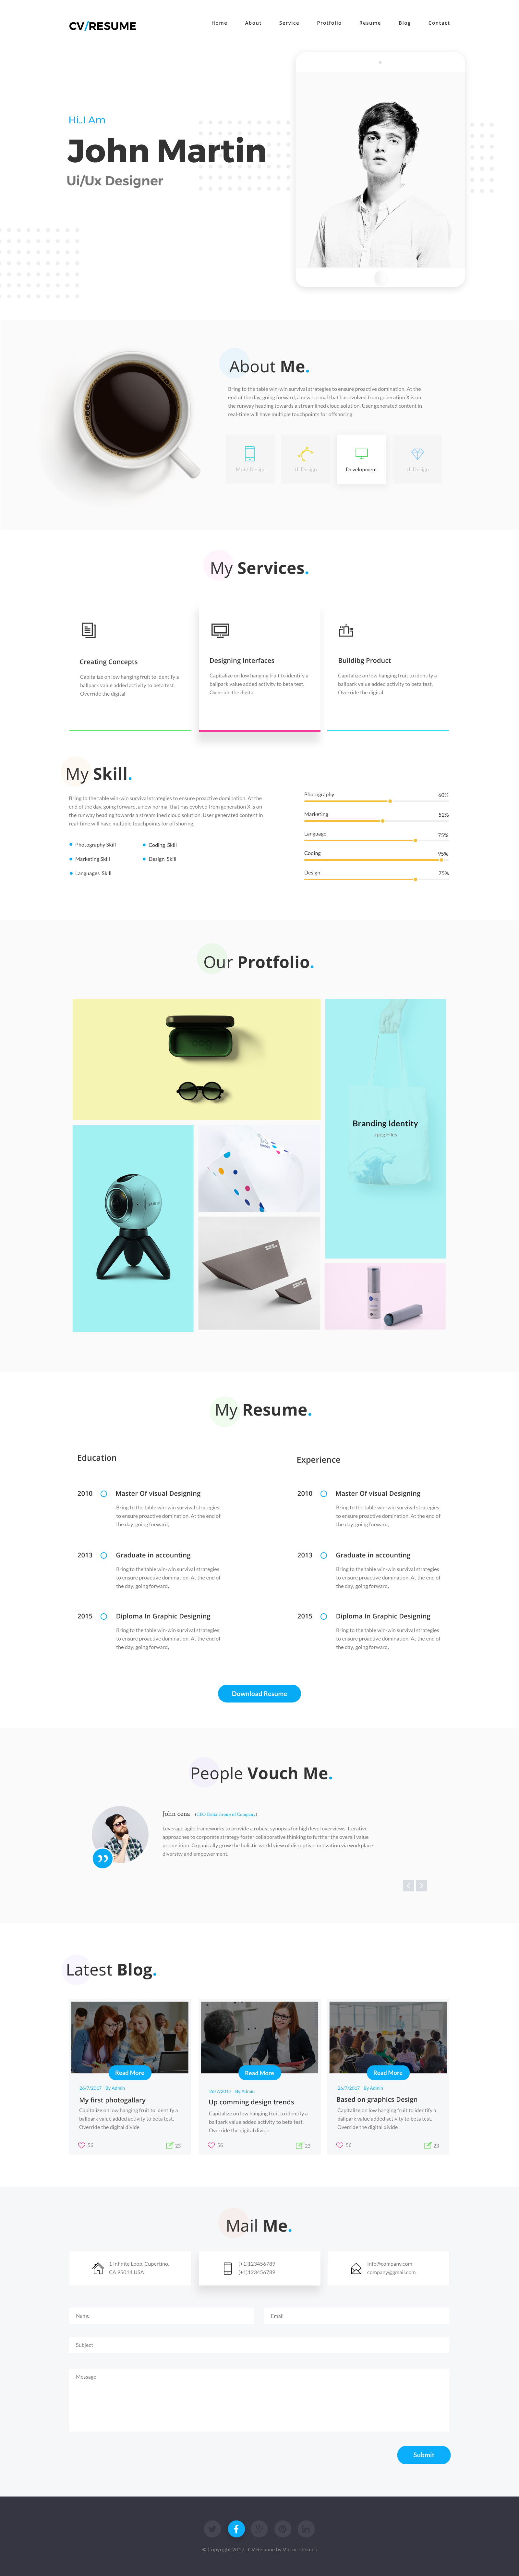 CV/RESUME
Home About Service Protfolio Resume Blog Contact
Hi..I Am
John Martin
Ui/Ux Designer
About Me.
Bring to the table win-win survival strategies to ensure proactive domination. At the
end of the day, going forward, a new normal that has evolved from generation X is on
the runway heading towards a streamlined cloud solution. User generated content in
real-time will have multiple touchpoints for offshoring.
Mobi' Design
Ui Design
Development
Ui Design
My Services.
Creating Concepts
Capitalize on low hanging fruit to identify a
ballpark value added activity to beta test.
Override the digital
Designing Interfaces
Capitalize on low hanging fruit to identify a
ballpark value added activity to beta test.
Override the digital
Buildibg Product
Capitalize on low hanging fruit to identify a
ballpark value added activity to beta test.
Override the digital
My Skill.
Bring to the table win-win survival strategies to ensure proactive domination. At the
end of the day, going forward, a new normal that has evolved from generation X is on
the runway heading towards a streamlined cloud solution. User generated content in
real-time will have multiple touchpoints for offshoring.
Photography Skill
Coding Skill
Marketing Skill
Design Skill
Languages Skill
Photography 60%
Marketing 52%
Language 75%
Coding 95%
Design 75%
Our Protfolio.
Branding Identity
Jpeg Files
My Resume.
Education
2010 Master Of visual Designing
Bring to the table win-win survival strategies
to ensure proactive domination. At the end of
the day, going forward,
2013 Graduate in accounting
Bring to the table win-win survival strategies
to ensure proactive domination. At the end of
the day, going forward,
2015 Diploma In Graphic Designing
Bring to the table win-win survival strategies
to ensure proactive domination. At the end of
the day, going forward,
Experience
2010 Master Of visual Designing
Bring to the table win-win survival strategies
to ensure proactive domination. At the end of
the day, going forward,
2013 Graduate in accounting
Bring to the table win-win survival strategies
to ensure proactive domination. At the end of
the day, going forward,
2015 Diploma In Graphic Designing
Bring to the table win-win survival strategies
to ensure proactive domination. At the end of
the day, going forward,
Download Resume
People Vouch Me.
John cena (CEO Delta Group of Company)
Leverage agile frameworks to provide a robust synopsis for high level overviews. Iterative
approaches to corporate strategy foster collaborative thinking to further the overall value
proposition. Organically grow the holistic world view of disruptive innovation via workplace
diversity and empowerment.
Latest Blog.
Read More
26/7/2017 By Admin
My first photogallary
Capitalize on low hanging fruit to identify a
ballpark value added activity to beta test.
Override the digital divide
56 23
Read More
26/7/2017 By Admin
Up comming design trends
Capitalize on low hanging fruit to identify a
ballpark value added activity to beta test.
Override the digital divide
56 23
Read More
26/7/2017 By Admin
Based on graphics Design
Capitalize on low hanging fruit to identify a
ballpark value added activity to beta test.
Override the digital divide
56 23
Mail Me.
1 Infinite Loop, Cupertino,
CA 95014,USA
(+1)123456789
(+1)123456789
Info@company.com
company@gmail.com
Name
Email
Subject
Message
Submit
© Copyright 2017. CV Resume by Victor Themes